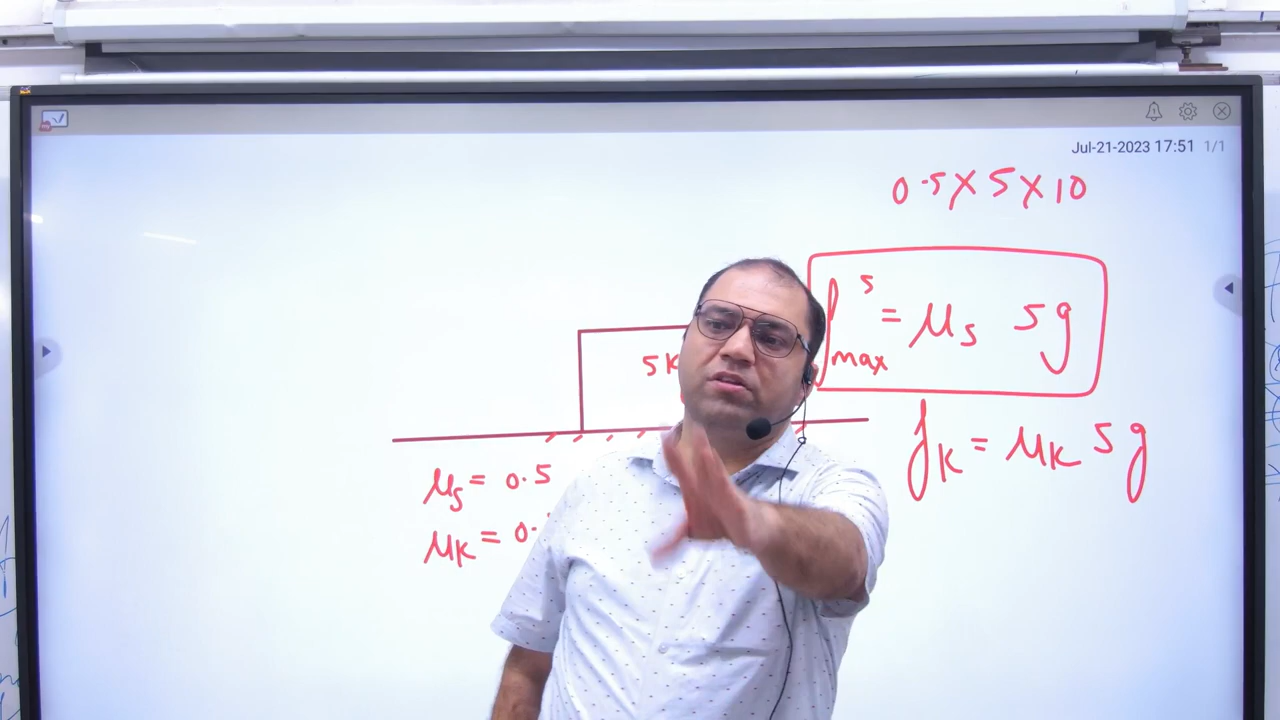 Jul-21-2023 17:51 1/1
0.5 X 5 X 10
f s max = μs 5g
5K
fK = μK 5g
μs = 0.5
μK = 0.